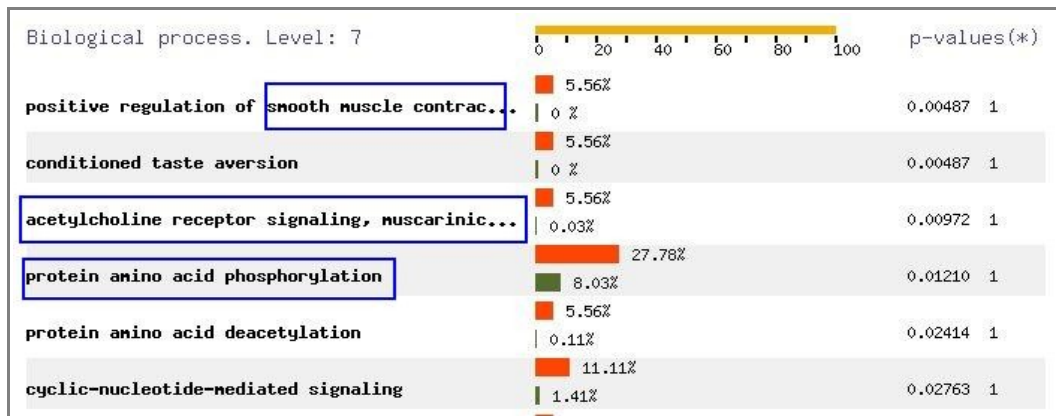 Biological process. Level: 7
0 20 40 60 80 100
p-values(*)
positive regulation of smooth muscle contrac... 5.56% 0.00487 1
0 %
conditioned taste aversion 5.56% 0.00487 1
0 %
acetylcholine receptor signaling, muscarinic... 5.56% 0.00972 1
0.03%
protein amino acid phosphorylation 27.78% 0.01210 1
8.03%
protein amino acid deacetylation 5.56% 0.02414 1
0.11%
cyclic-nucleotide-mediated signaling 11.11% 0.02763 1
1.41%